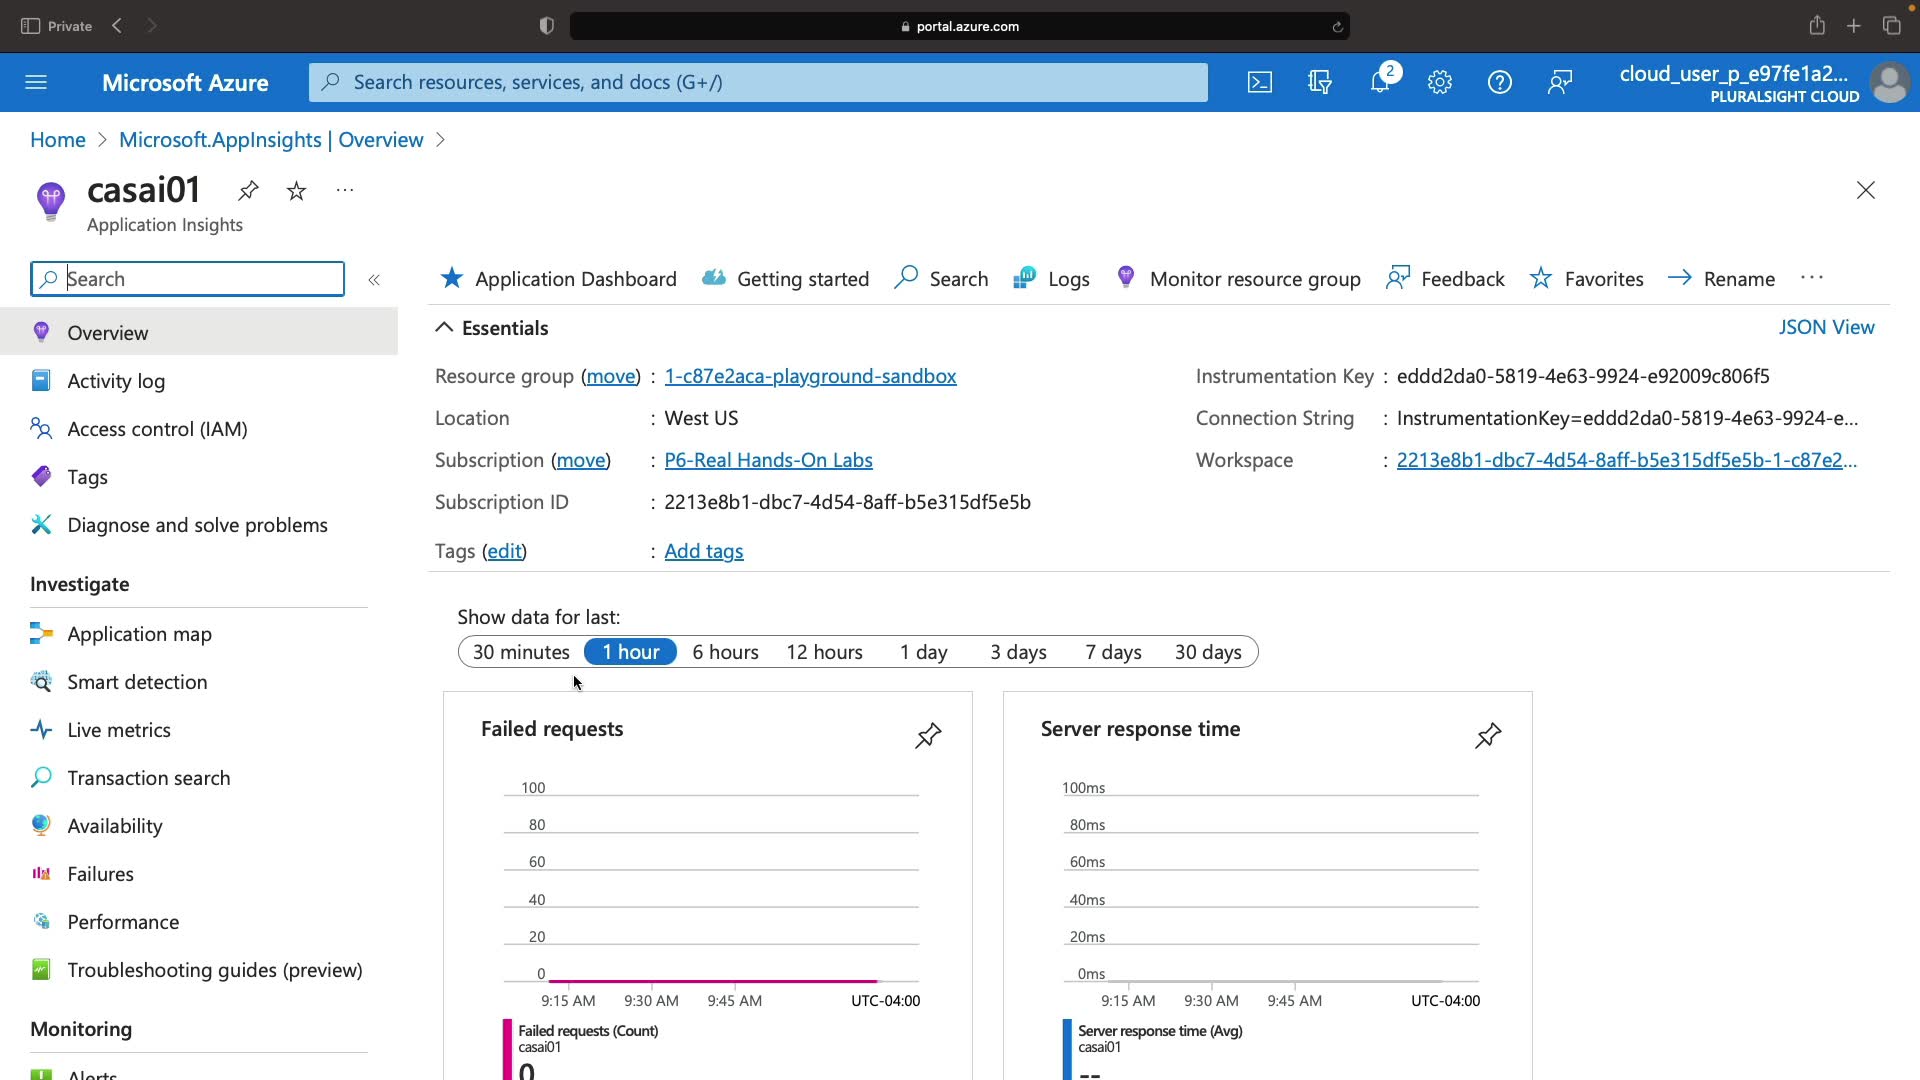 Private
portal.azure.com
Microsoft Azure
Search resources, services, and docs (G+/)
2
cloud_user_p_e97fe1a2...
PLURALSIGHT CLOUD
Home > Microsoft.AppInsights | Overview >
casai01
Application Insights
Search
Overview
Activity log
Access control (IAM)
Tags
Diagnose and solve problems
Investigate
Application map
Smart detection
Live metrics
Transaction search
Availability
Failures
Performance
Troubleshooting guides (preview)
Monitoring
Alerts
Application Dashboard Getting started Search Logs Monitor resource group Feedback Favorites Rename ...
Essentials
JSON View
Resource group (move) : 1-c87e2aca-playground-sandbox
Location : West US
Subscription (move) : P6-Real Hands-On Labs
Subscription ID : 2213e8b1-dbc7-4d54-8aff-b5e315df5e5b
Tags (edit) : Add tags
Instrumentation Key : eddd2da0-5819-4e63-9924-e92009c806f5
Connection String : InstrumentationKey=eddd2da0-5819-4e63-9924-e...
Workspace : 2213e8b1-dbc7-4d54-8aff-b5e315df5e5b-1-c87e2...
Show data for last:
30 minutes 1 hour 6 hours 12 hours 1 day 3 days 7 days 30 days
Failed requests
100
80
60
40
20
0
9:15 AM 9:30 AM 9:45 AM UTC-04:00
Failed requests (Count)
casai01
0
Server response time
100ms
80ms
60ms
40ms
20ms
0ms
9:15 AM 9:30 AM 9:45 AM UTC-04:00
Server response time (Avg)
casai01
--